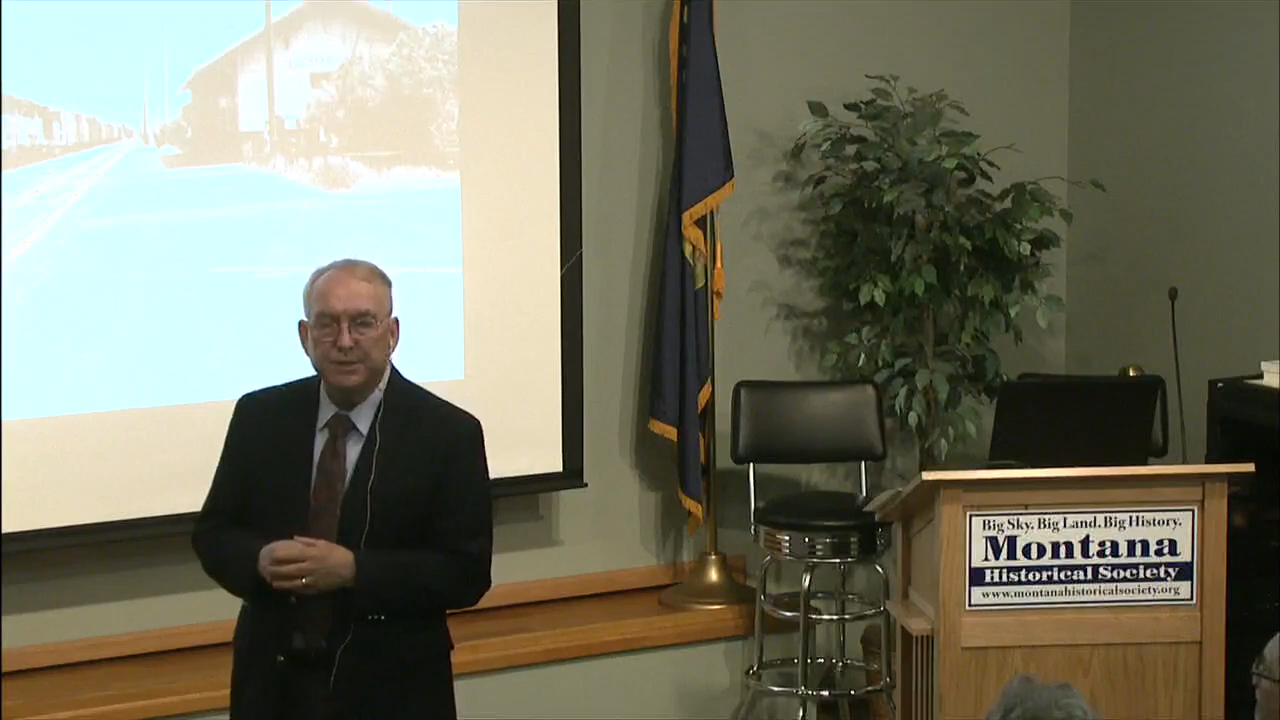 Big Sky. Big Land. Big History.
Montana
Historical Society
www.montanahistoricalsociety.org